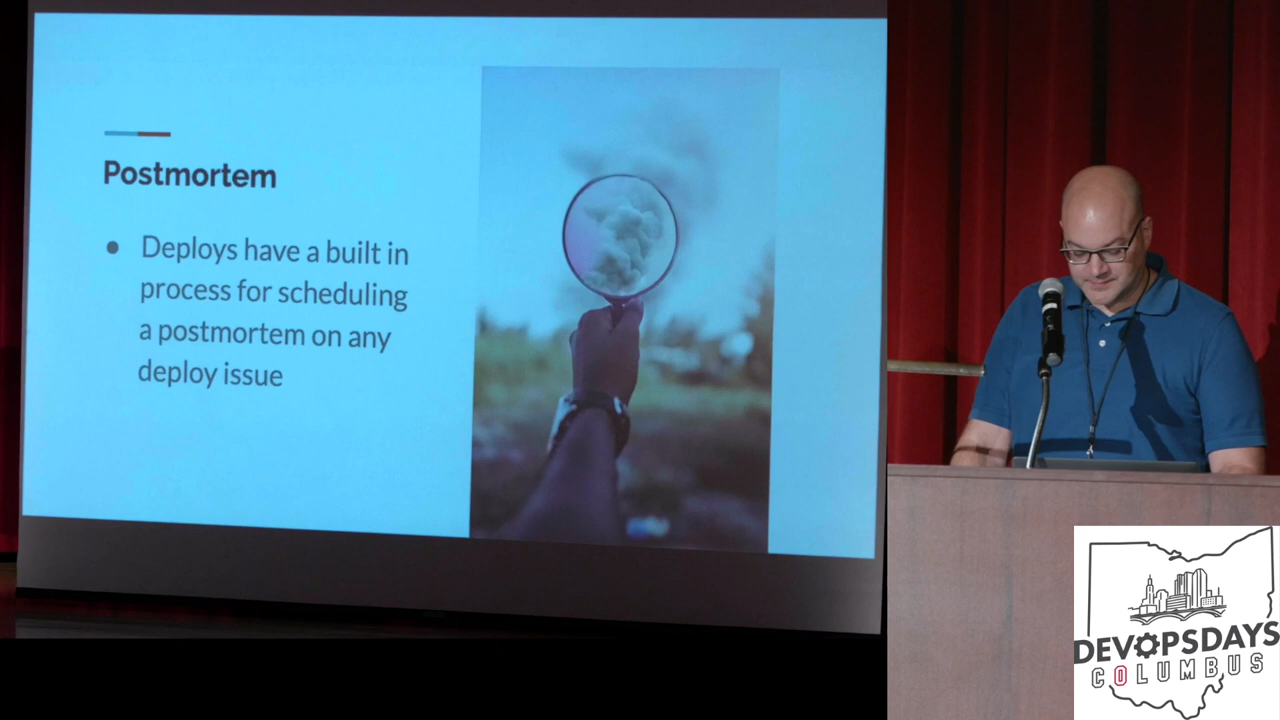 Postmortem
● Deploys have a built in
process for scheduling
a postmortem on any
deploy issue
DEVOPSDAYS
COLUMBUS